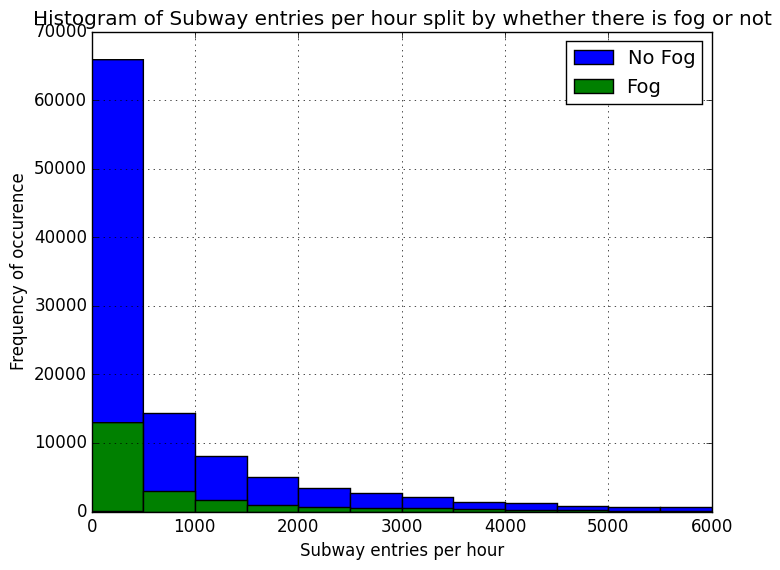 Histogram of Subway entries per hour split by whether there is fog or not
70000
60000
50000
40000
30000
20000
10000
0
Frequency of occurence
No Fog
Fog
0 1000 2000 3000 4000 5000 6000
Subway entries per hour